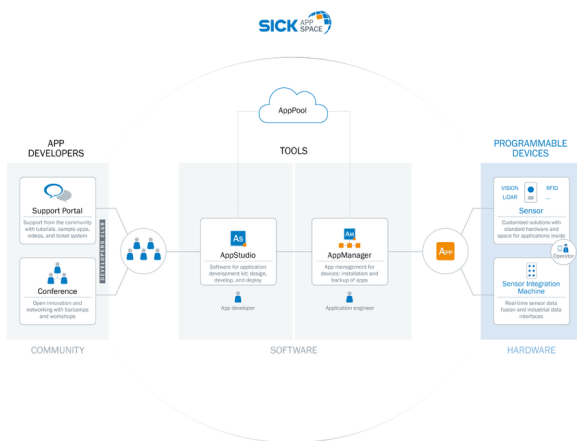 SICK APP SPACE
AppPool
APP
DEVELOPERS
TOOLS
PROGRAMMABLE
DEVICES
Support Portal
Support from the community
with tutorials, sample apps,
videos, and ticket system
Conference
Open innovation and
networking with barcamps
and workshops
DEVELOPERS CLUB
As
AppStudio
Software for application
development kit: design,
develop, and deploy
App developer
AM
AppManager
App management for
devices: installation and
backup of apps
Application engineer
APP
VISION
RFID
LiDAR
...
Sensor
Customized solutions with
standard hardware and
space for applications inside
Operator
Sensor Integration
Machine
Real-time sensor data
fusion and industrial data
interfaces
COMMUNITY
SOFTWARE
HARDWARE